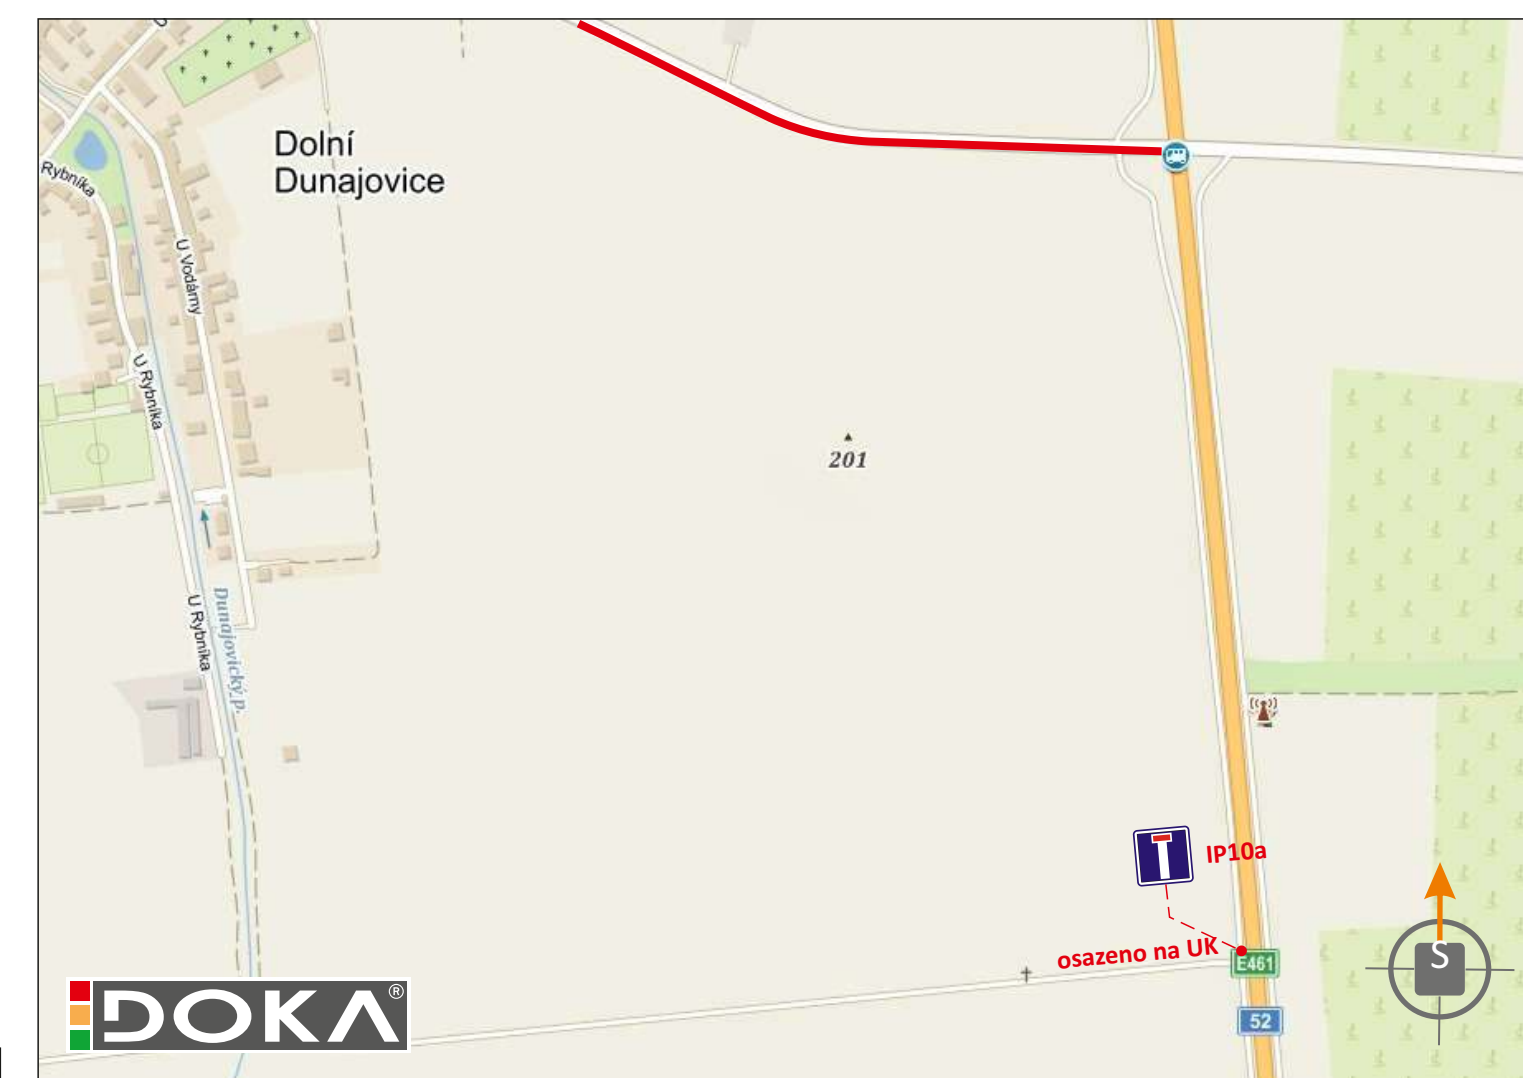 Dolní
Dunajovice
Rybníka
U Vodárny
U Rybníka
201
U Rybníka
Dunajovický p.
IP10a
osazeno na UK
E461
S
DOKA®
52